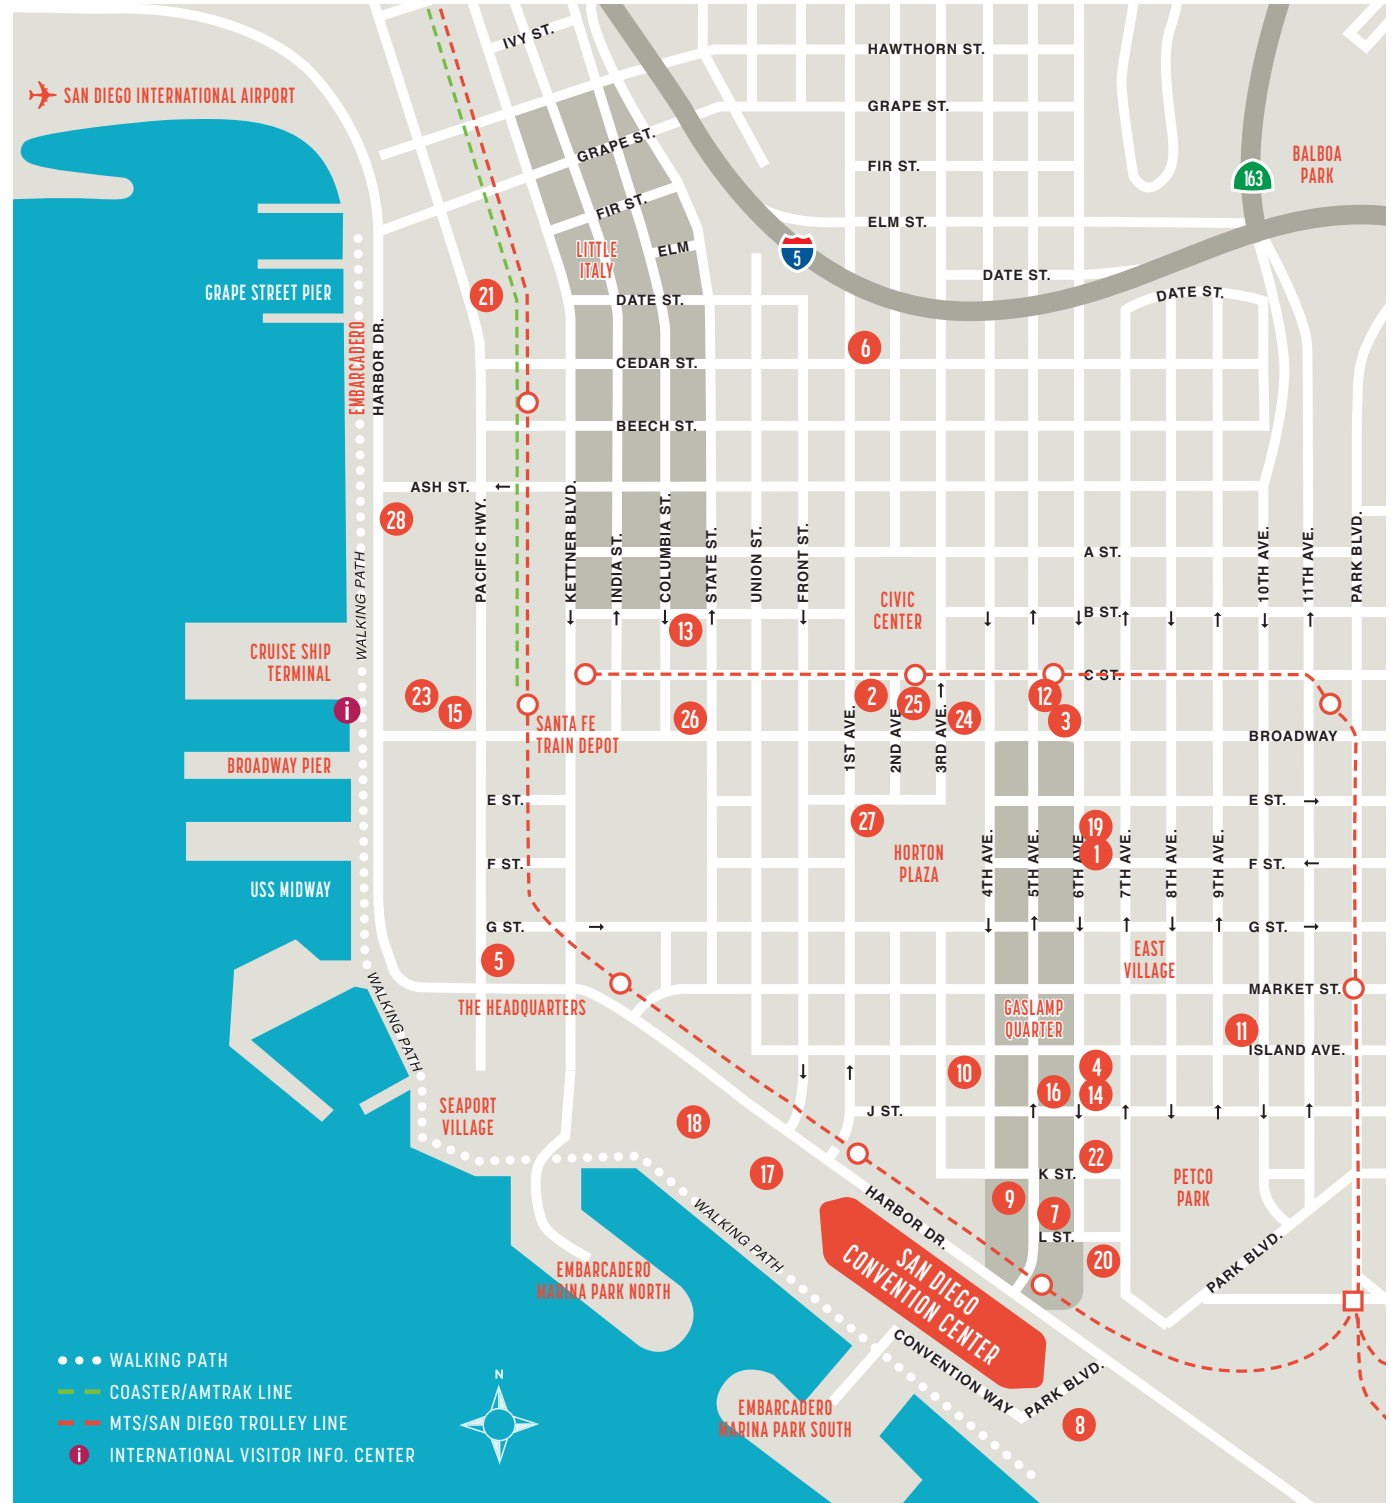 IVY ST.
HAWTHORN ST.
SAN DIEGO INTERNATIONAL AIRPORT
GRAPE ST.
GRAPE ST.
FIR ST.
BALBOA
PARK
163
FIR ST.
ELM ST.
LITTLE
ITALY
ELM
5
DATE ST.
GRAPE STREET PIER
21
DATE ST.
DATE ST.
EMBARCADERO
HARBOR DR.
6
CEDAR ST.
BEECH ST.
ASH ST.
28
PACIFIC HWY.
KETTNER BLVD.
INDIA ST.
COLUMBIA ST.
STATE ST.
UNION ST.
FRONT ST.
A ST.
10TH AVE.
11TH AVE.
PARK BLVD.
WALKING PATH
CIVIC
CENTER
B ST.
13
CRUISE SHIP
TERMINAL
C ST.
23
15
i
SANTA FE
TRAIN DEPOT
26
2
25
24
12
3
1ST AVE.
2ND AVE
3RD AVE.
BROADWAY
BROADWAY PIER
E ST.
E ST.
27
19
1
HORTON
PLAZA
4TH AVE.
5TH AVE.
6TH AVE
7TH AVE.
8TH AVE.
9TH AVE.
F ST.
F ST.
USS MIDWAY
G ST.
G ST.
5
EAST
VILLAGE
WALKING PATH
THE HEADQUARTERS
MARKET ST.
GASLAMP
QUARTER
11
ISLAND AVE.
10
4
16
14
SEAPORT
VILLAGE
18
J ST.
22
17
K ST.
PETCO
PARK
9
7
HARBOR DR.
WALKING PATH
L ST.
20
PARK BLVD.
SAN DIEGO
CONVENTION CENTER
EMBARCADERO
MARINA PARK NORTH
CONVENTION WAY
PARK BLVD.
8
EMBARCADERO
MARINA PARK SOUTH
N
WALKING PATH
COASTER/AMTRAK LINE
MTS/SAN DIEGO TROLLEY LINE
i
INTERNATIONAL VISITOR INFO. CENTER